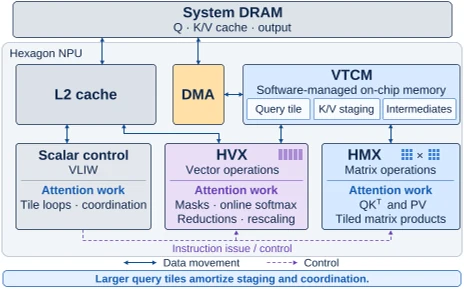 System DRAM
Q · K/V cache · output
Hexagon NPU
L2 cache
DMA
VTCM
Software-managed on-chip memory
Query tile
K/V staging
Intermediates
Scalar control
VLIW
Attention work
Tile loops · coordination
HVX
Vector operations
Attention work
Masks · online softmax
Reductions · rescaling
HMX
×
Matrix operations
Attention work
QKᵀ and PV
Tiled matrix products
Instruction issue / control
Data movement
Control
Larger query tiles amortize staging and coordination.